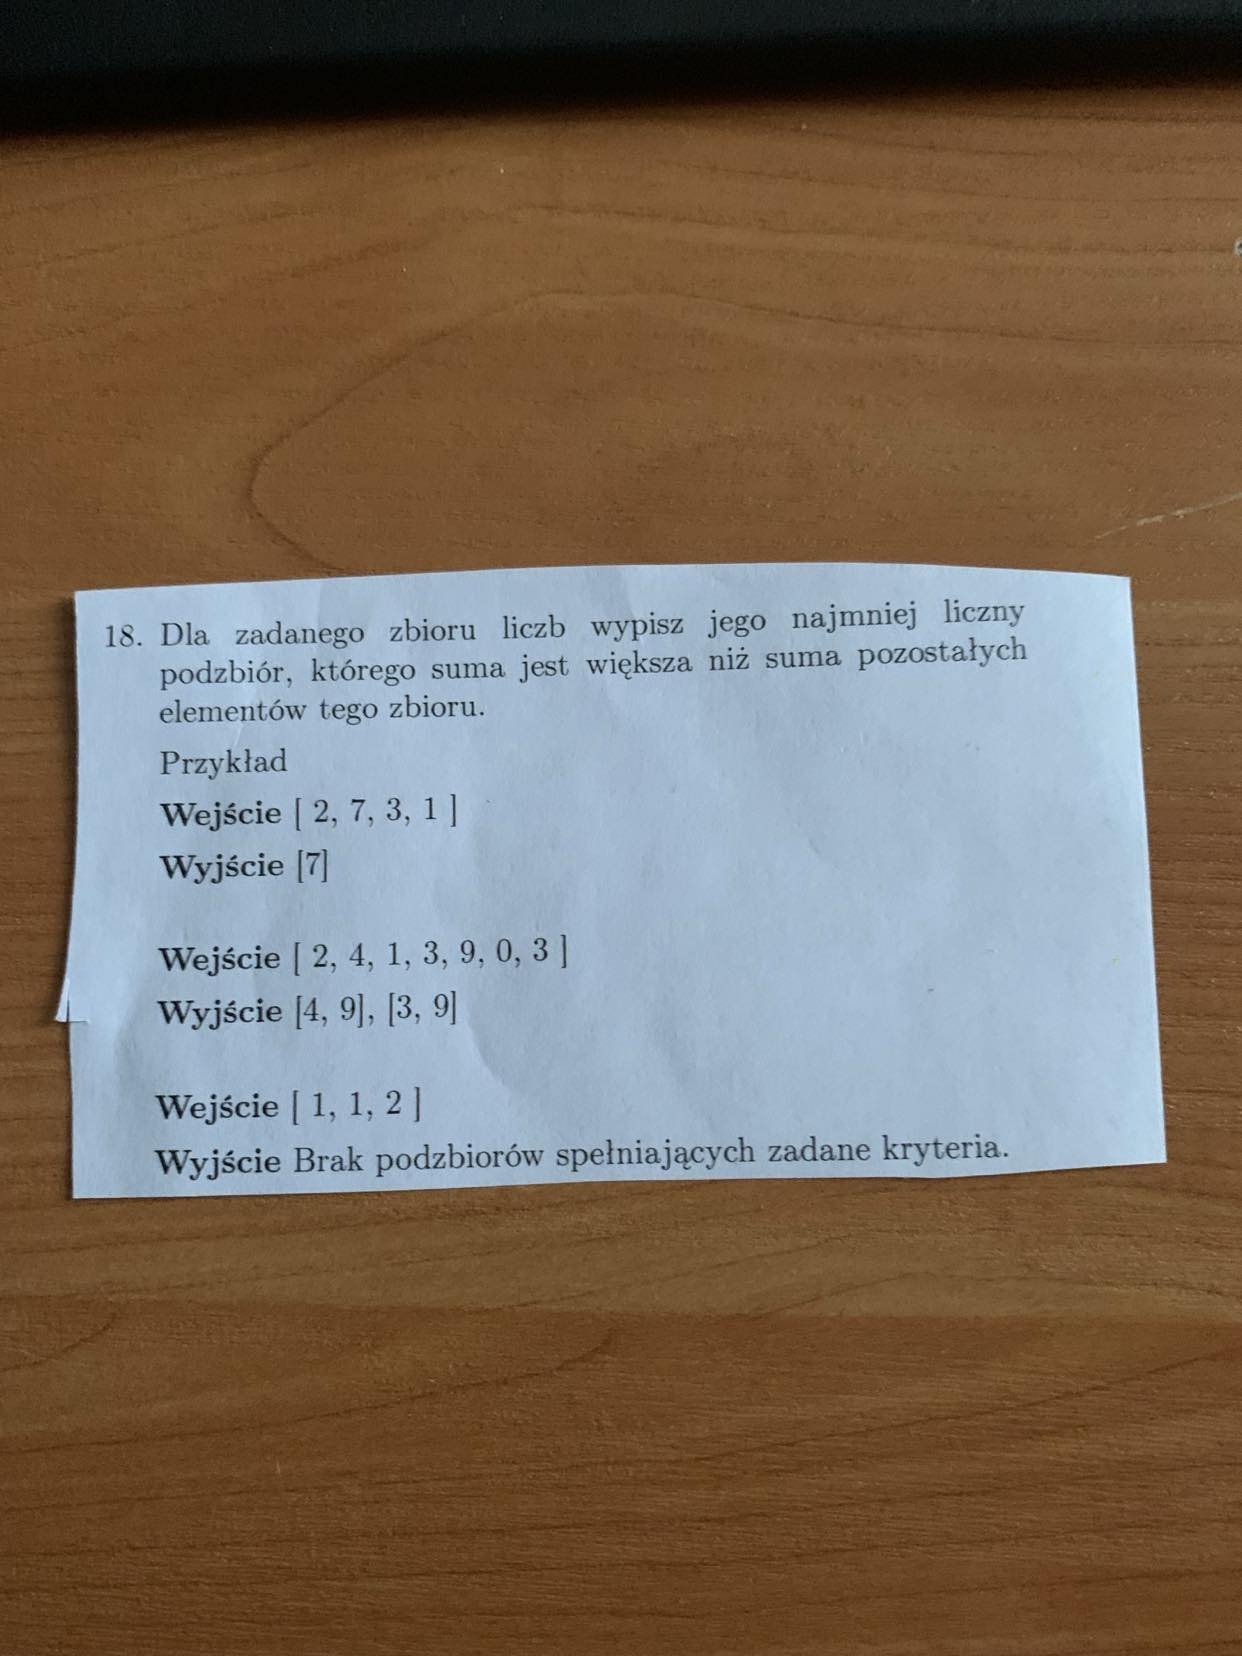 18. Dla zadanego zbioru liczb wypisz jego najmniej liczny
podzbiór, którego suma jest większa niż suma pozostałych
elementów tego zbioru.
Przykład
Wejście [ 2, 7, 3, 1 ]
Wyjście [7]
Wejście [ 2, 4, 1, 3, 9, 0, 3 ]
Wyjście [4, 9], [3, 9]
Wejście [ 1, 1, 2 ]
Wyjście Brak podzbiorów spełniających zadane kryteria.